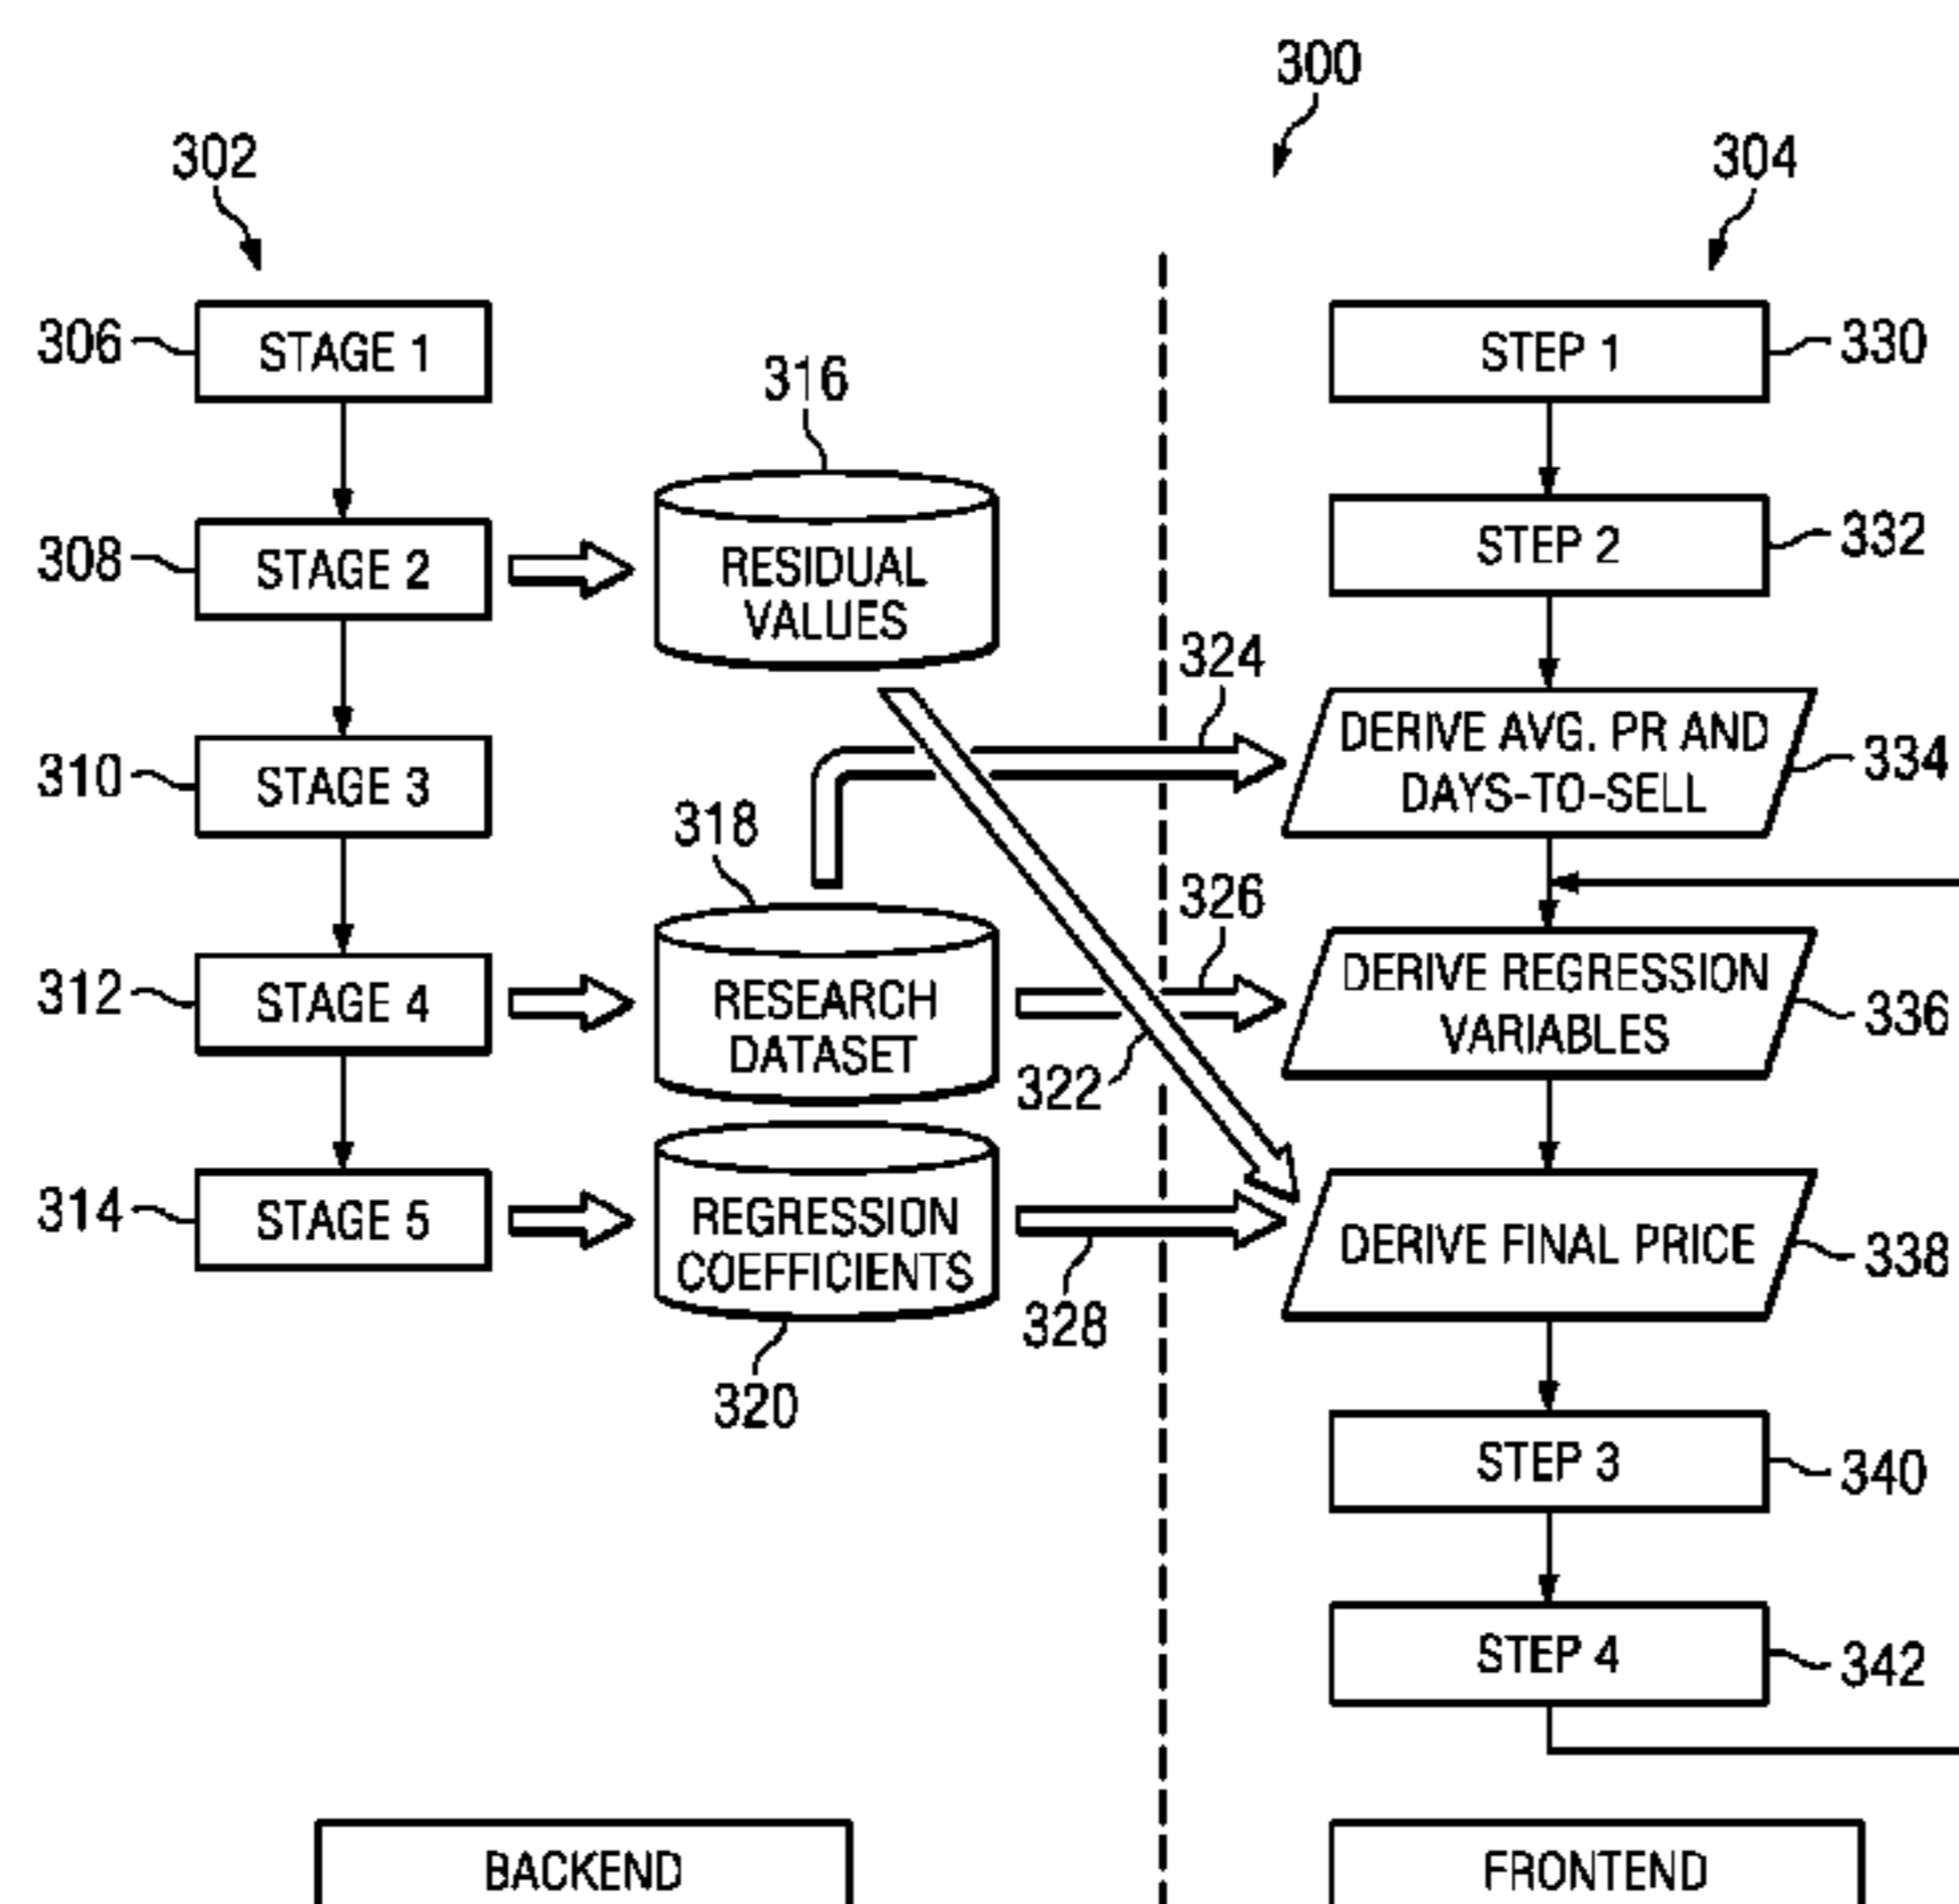 300
302
304
306
STAGE 1
316
STEP 1
330
308
STAGE 2
RESIDUAL
VALUES
STEP 2
332
324
310
STAGE 3
318
DERIVE AVG. PR AND
DAYS-TO-SELL
334
326
312
STAGE 4
RESEARCH
DATASET
322
DERIVE REGRESSION
VARIABLES
336
314
STAGE 5
REGRESSION
COEFFICIENTS
328
320
DERIVE FINAL PRICE
338
STEP 3
340
STEP 4
342
BACKEND
FRONTEND